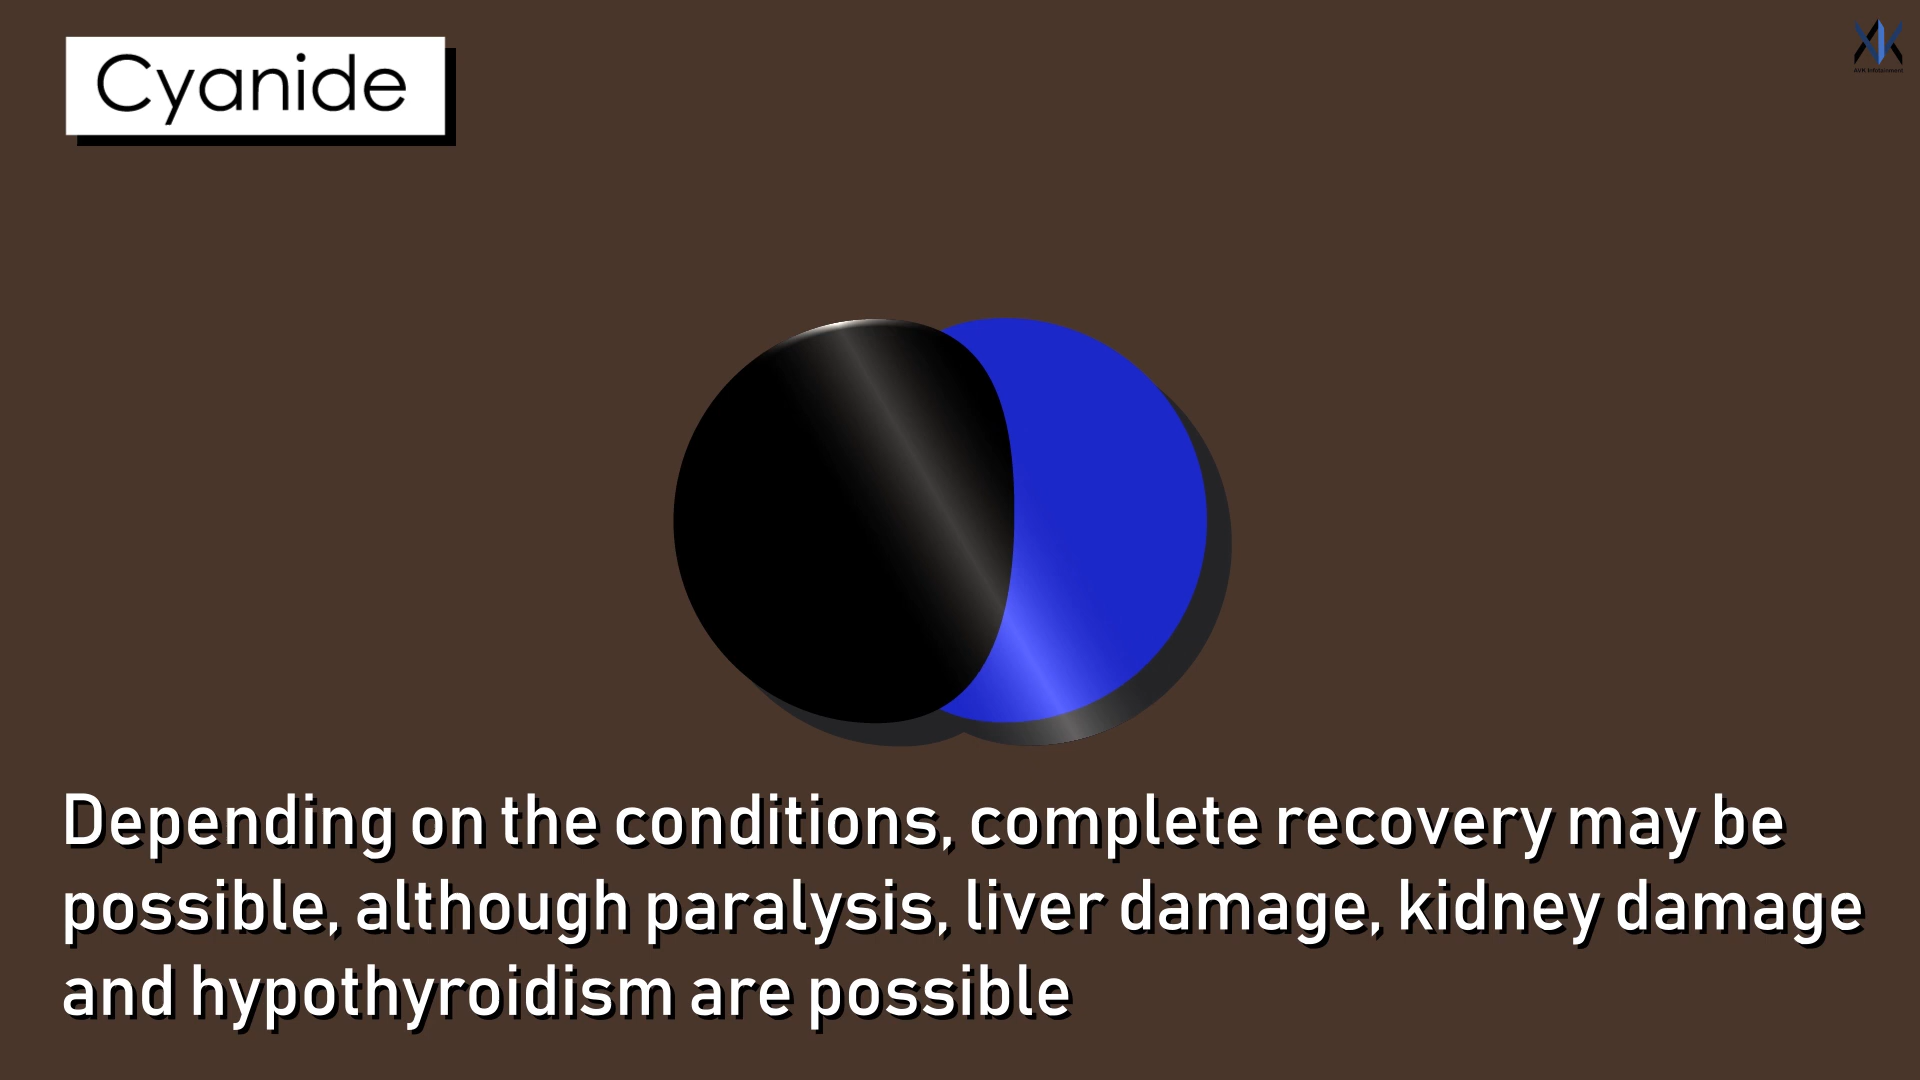 Cyanide
Depending on the conditions, complete recovery may be
possible, although paralysis, liver damage, kidney damage
and hypothyroidism are possible